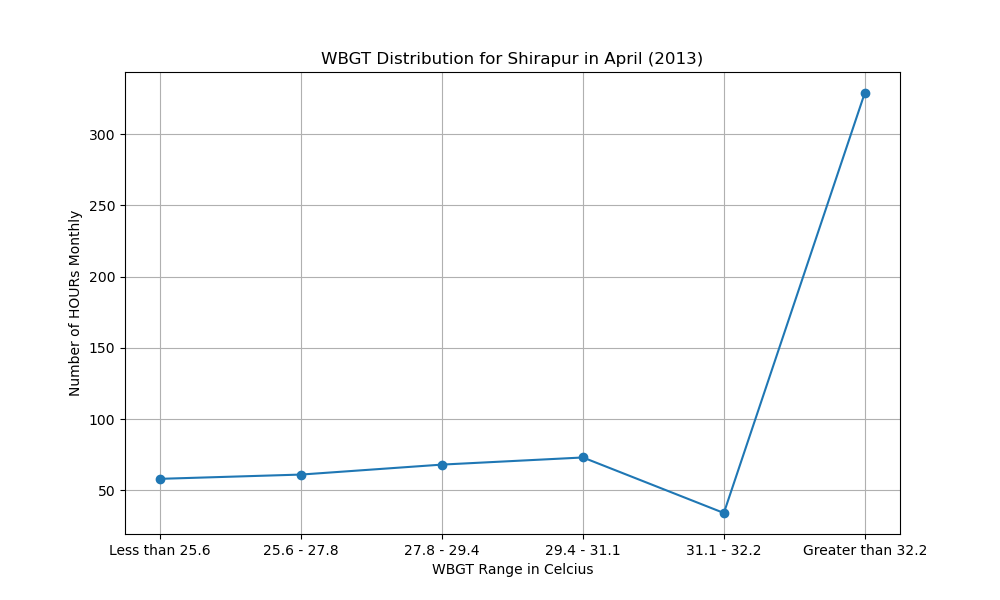 WBGT Distribution for Shirapur in April (2013)
Number of HOURs Monthly
300
250
200
150
100
50
Less than 25.6
25.6 - 27.8
27.8 - 29.4
29.4 - 31.1
31.1 - 32.2
Greater than 32.2
WBGT Range in Celcius